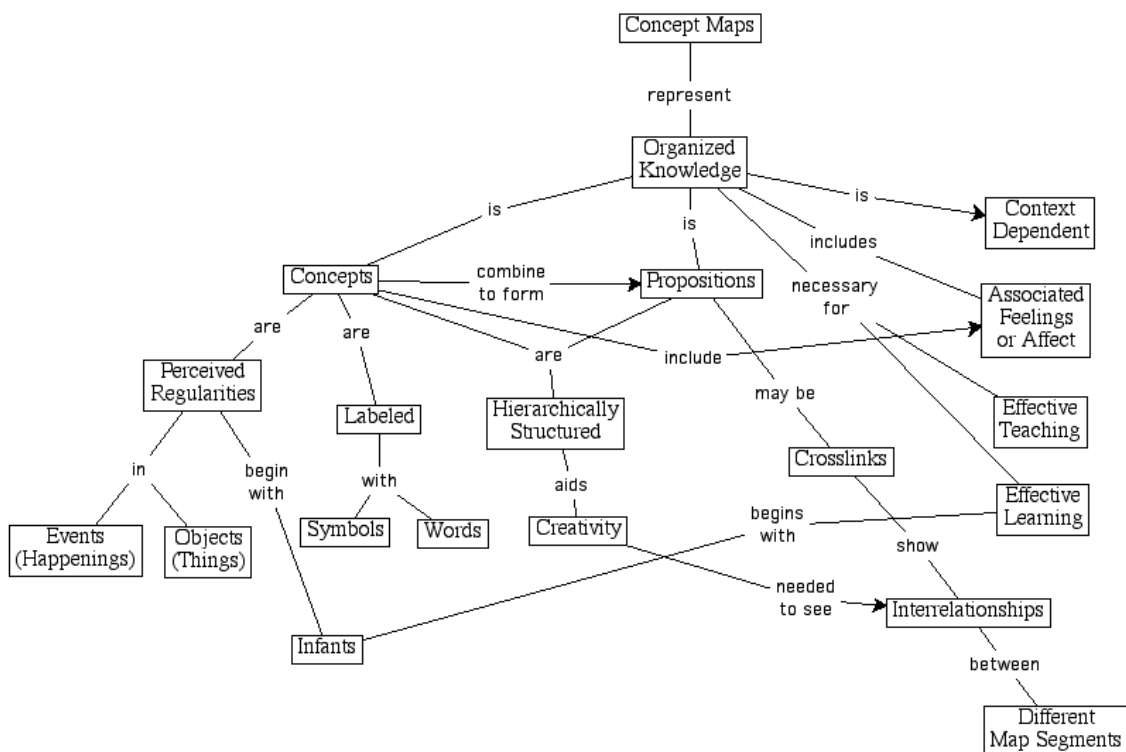 Concept Maps
represent
Organized
Knowledge
is
is
is
Context
Dependent
includes
Concepts
combine
to form
Propositions
necessary
for
Associated
Feelings
or Affect
are
are
are
include
Perceived
Regularities
may be
Labeled
Hierarchically
Structured
Effective
Teaching
Crosslinks
in
begin
with
with
aids
Effective
Learning
Events
(Happenings)
Objects
(Things)
Symbols
Words
Creativity
begins
with
show
needed
to see
Interrelationships
Infants
between
Different
Map Segments